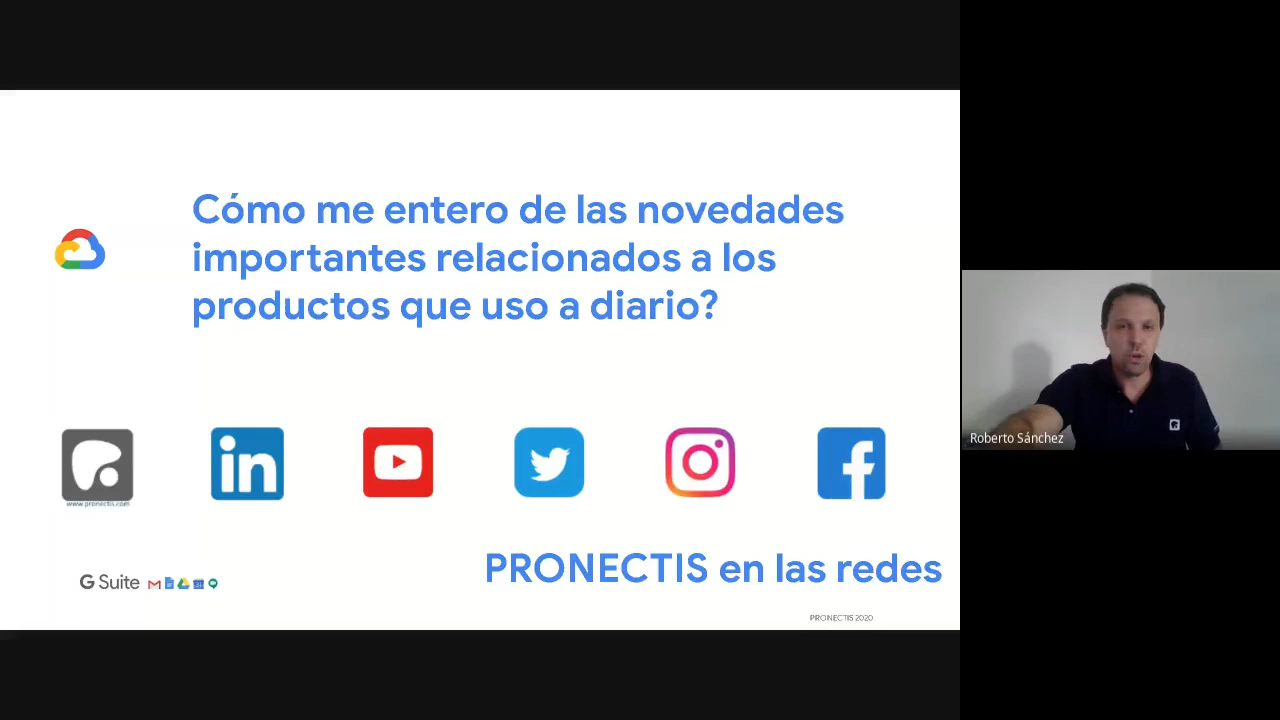 Cómo me entero de las novedades
importantes relacionados a los
productos que uso a diario?
www.pronectis.com
in
G Suite
PRONECTIS en las redes
PRONECTIS 2020
Roberto Sánchez